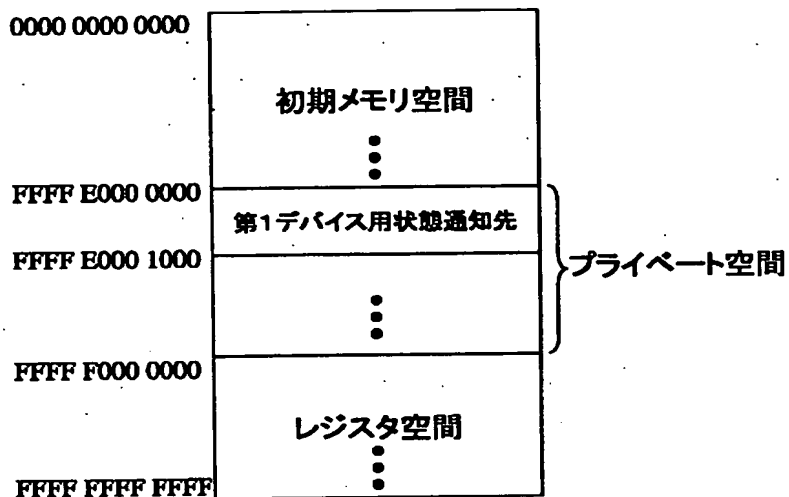 0000 0000 0000
初期メモリ空間
FFFF E000 0000
第1デバイス用状態通知先
FFFF E000 1000
プライベート空間
FFFF F000 0000
レジスタ空間
FFFF FFFF FFFF